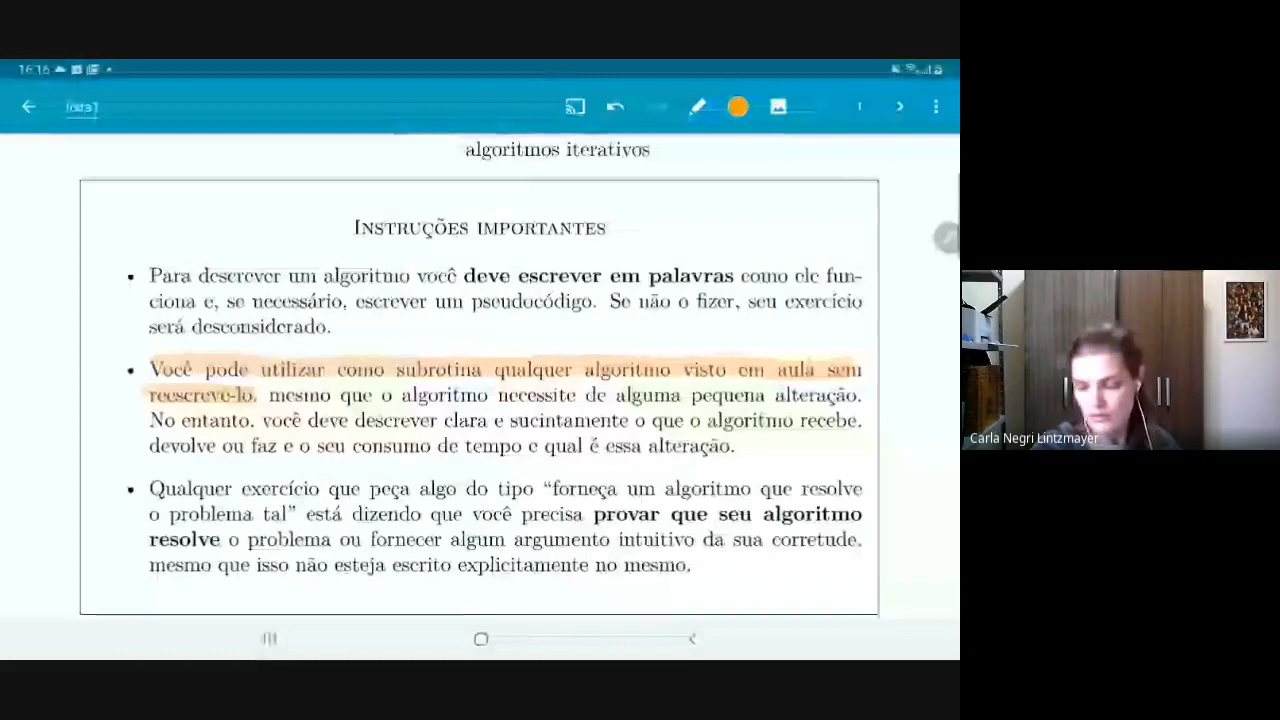 16:16
lista1
1
algoritmos iterativos
INSTRUÇÕES IMPORTANTES
• Para descrever um algoritmo você deve escrever em palavras como ele fun-
ciona e, se necessário, escrever um pseudocódigo. Se não o fizer, seu exercício
será desconsiderado.
• Você pode utilizar como subrotina qualquer algoritmo visto em aula sem
reescrevê-lo, mesmo que o algoritmo necessite de alguma pequena alteração.
No entanto, você deve descrever clara e sucintamente o que o algoritmo recebe,
devolve ou faz e o seu consumo de tempo e qual é essa alteração.
• Qualquer exercício que peça algo do tipo “forneça um algoritmo que resolve
o problema tal” está dizendo que você precisa provar que seu algoritmo
resolve o problema ou fornecer algum argumento intuitivo da sua corretude,
mesmo que isso não esteja escrito explicitamente no mesmo.
Carla Negri Lintzmayer